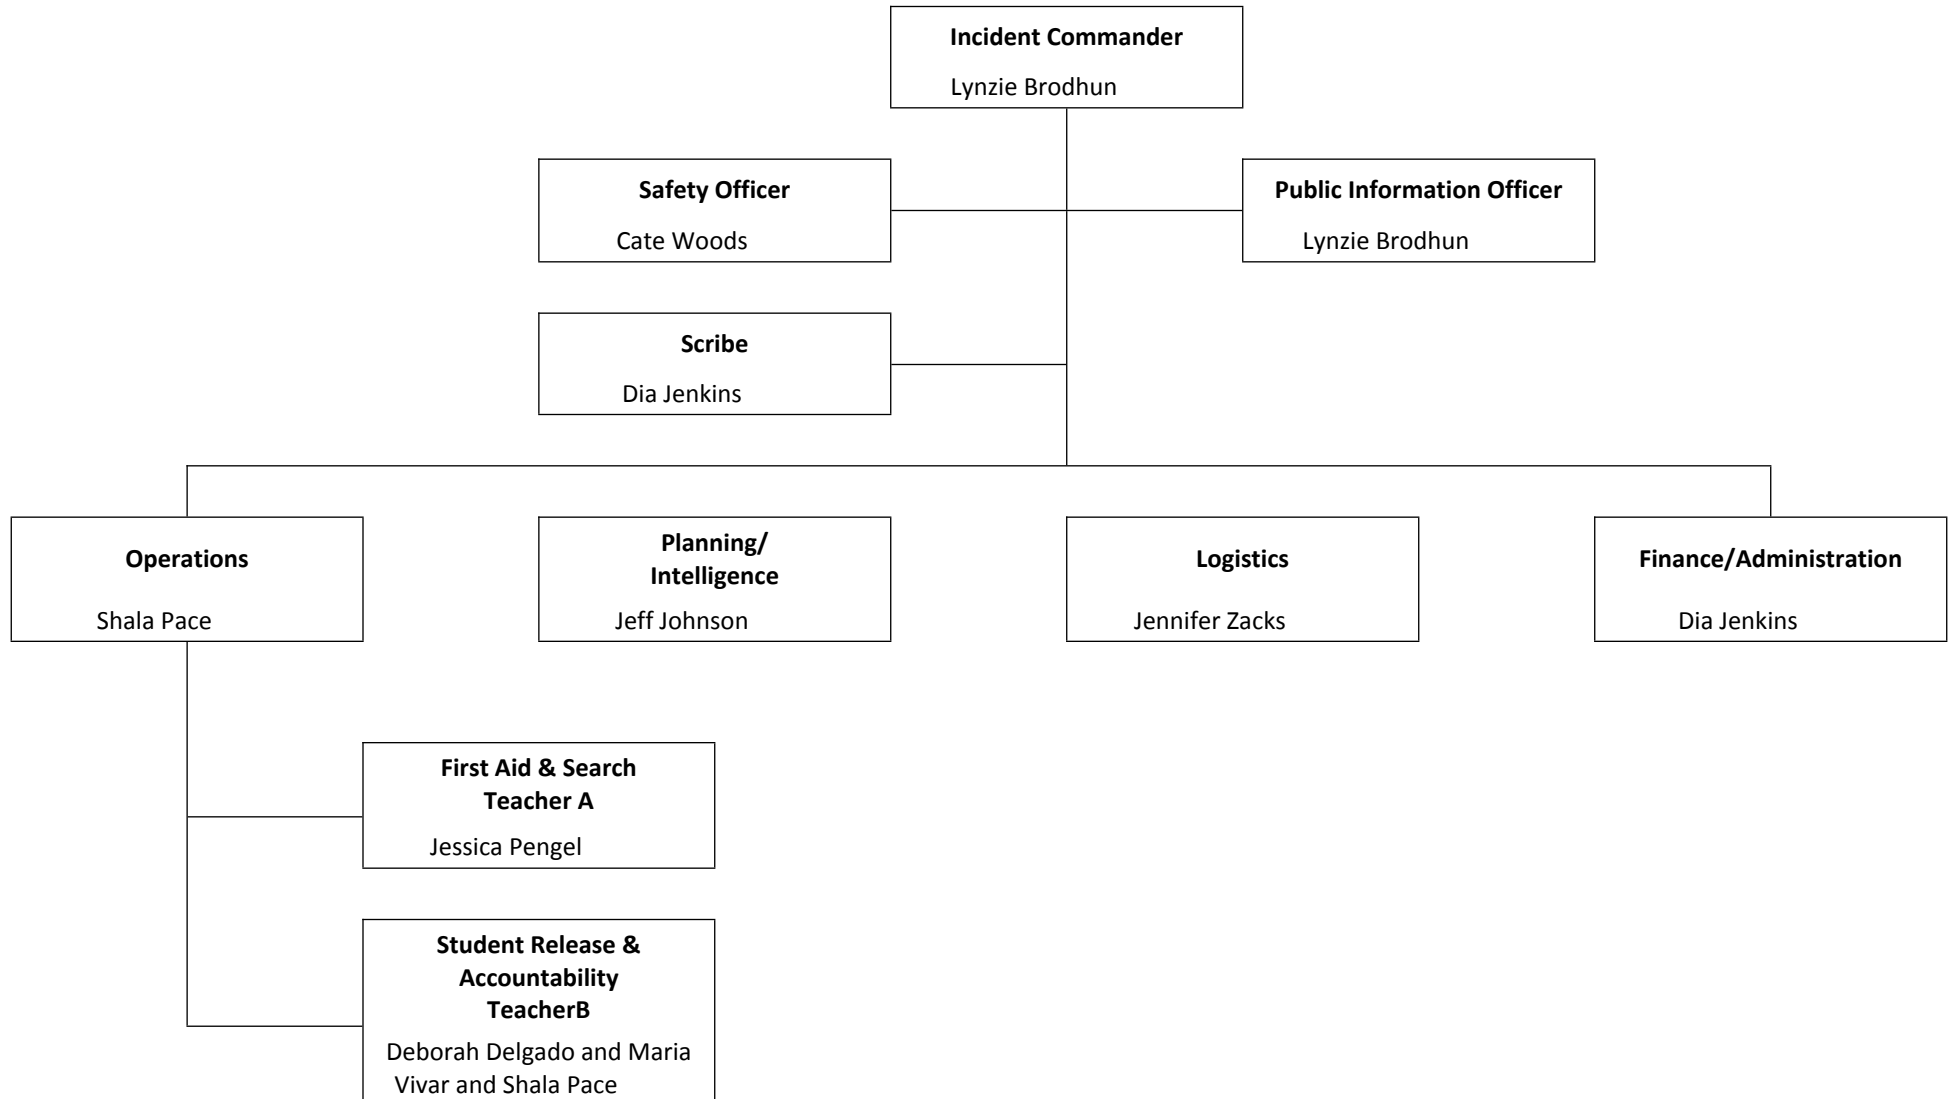 Incident Commander
Lynzie Brodhun
Safety Officer
Cate Woods
Public Information Officer
Lynzie Brodhun
Scribe
Dia Jenkins
Operations
Shala Pace
Planning/
Intelligence
Jeff Johnson
Logistics
Jennifer Zacks
Finance/Administration
Dia Jenkins
First Aid & Search
Teacher A
Jessica Pengel
Student Release &
Accountability
TeacherB
Deborah Delgado and Maria
Vivar and Shala Pace